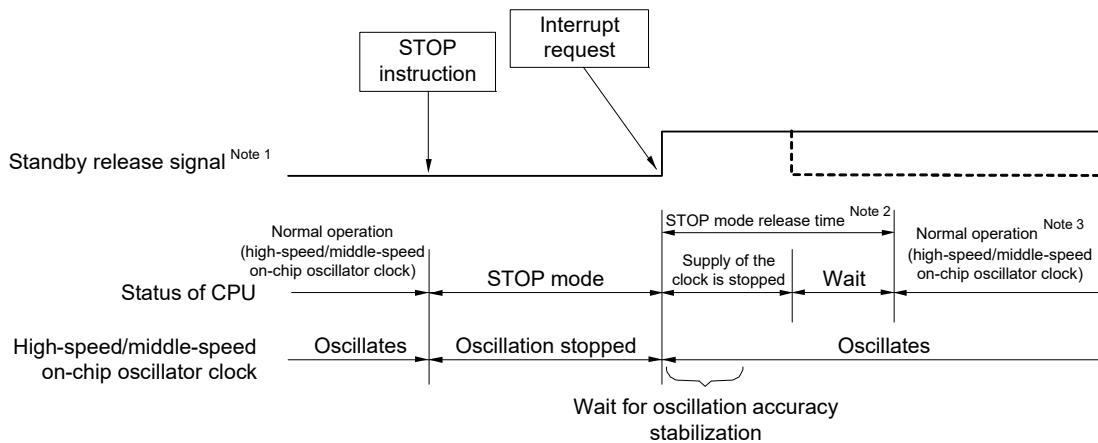 STOP
instruction
Interrupt
request
Standby release signal Note 1
Normal operation
(high-speed/middle-speed
on-chip oscillator clock)
STOP mode release time Note 2
Normal operation Note 3
(high-speed/middle-speed
on-chip oscillator clock)
Status of CPU
STOP mode
Supply of the
clock is stopped
Wait
High-speed/middle-speed
on-chip oscillator clock
Oscillates
Oscillation stopped
Oscillates
Wait for oscillation accuracy
stabilization